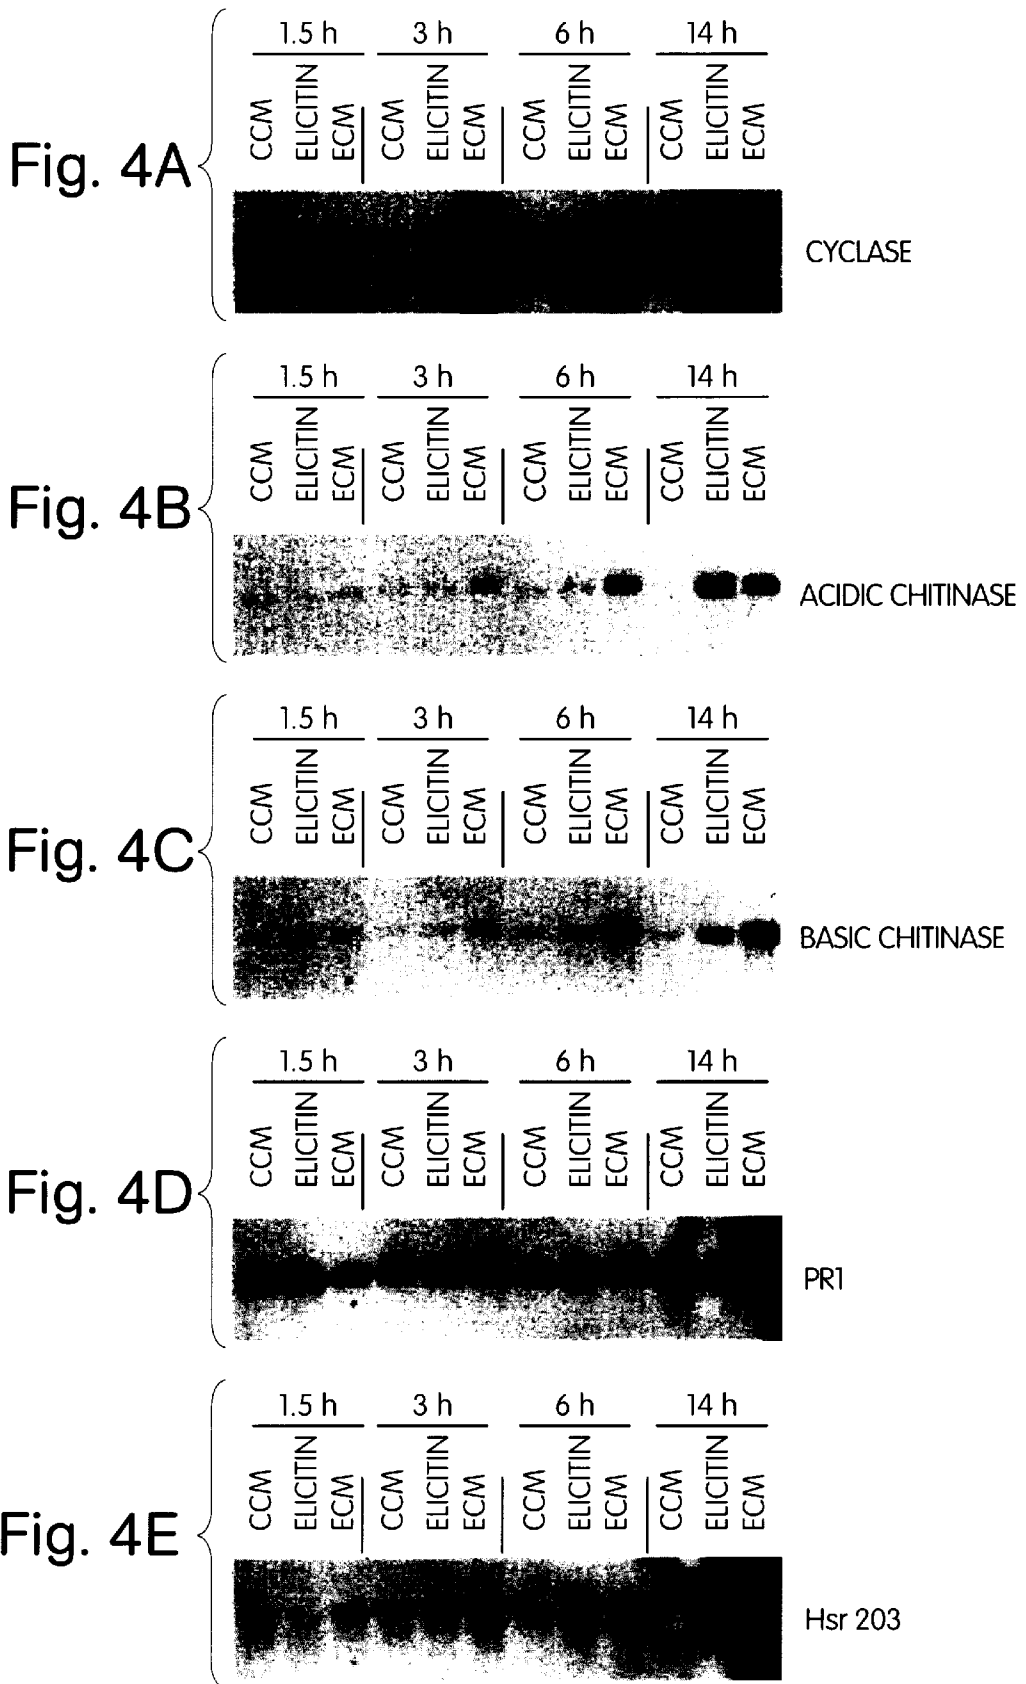 1.5 h 3 h 6 h 14 h
CCM ELICITIN ECM CCM ELICITIN ECM CCM ELICITIN ECM CCM ELICITIN ECM
Fig. 4A
CYCLASE
1.5 h 3 h 6 h 14 h
CCM ELICITIN ECM CCM ELICITIN ECM CCM ELICITIN ECM CCM ELICITIN ECM
Fig. 4B
ACIDIC CHITINASE
1.5 h 3 h 6 h 14 h
CCM ELICITIN ECM CCM ELICITIN ECM CCM ELICITIN ECM CCM ELICITIN ECM
Fig. 4C
BASIC CHITINASE
1.5 h 3 h 6 h 14 h
CCM ELICITIN ECM CCM ELICITIN ECM CCM ELICITIN ECM CCM ELICITIN ECM
Fig. 4D
PR1
1.5 h 3 h 6 h 14 h
CCM ELICITIN ECM CCM ELICITIN ECM CCM ELICITIN ECM CCM ELICITIN ECM
Fig. 4E
Hsr 203